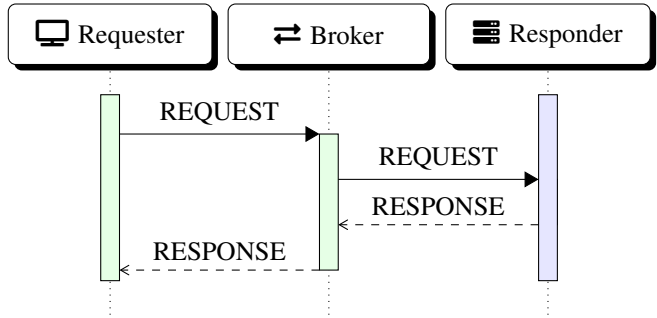 Requester
Broker
Responder
REQUEST
REQUEST
RESPONSE
RESPONSE